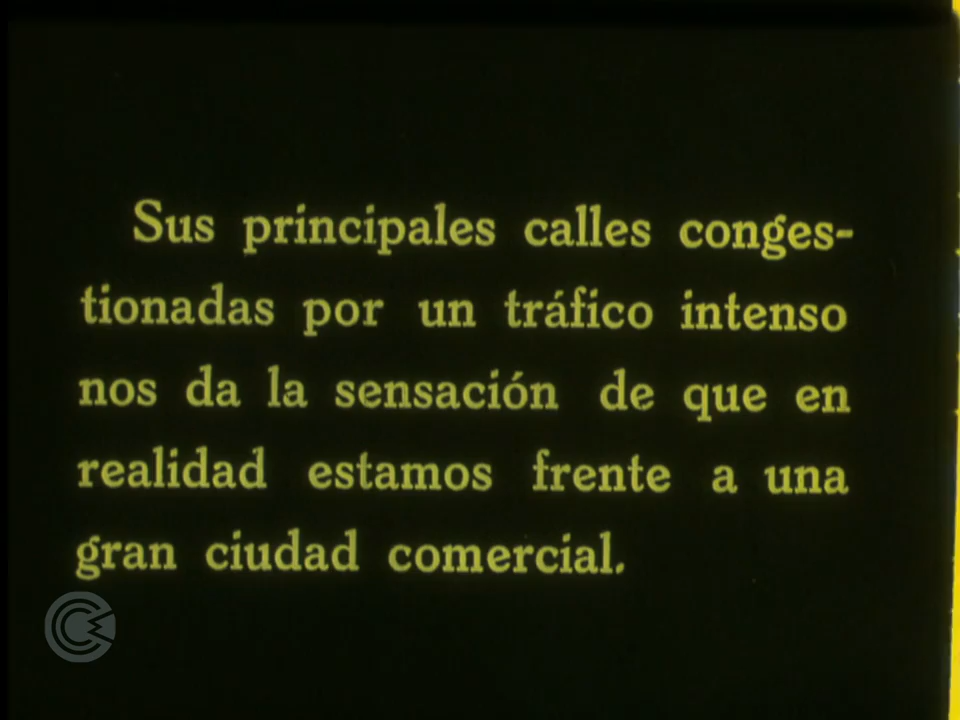 Sus principales calles conges-
tionadas por un tráfico intenso
nos da la sensación de que en
realidad estamos frente a una
gran ciudad comercial.